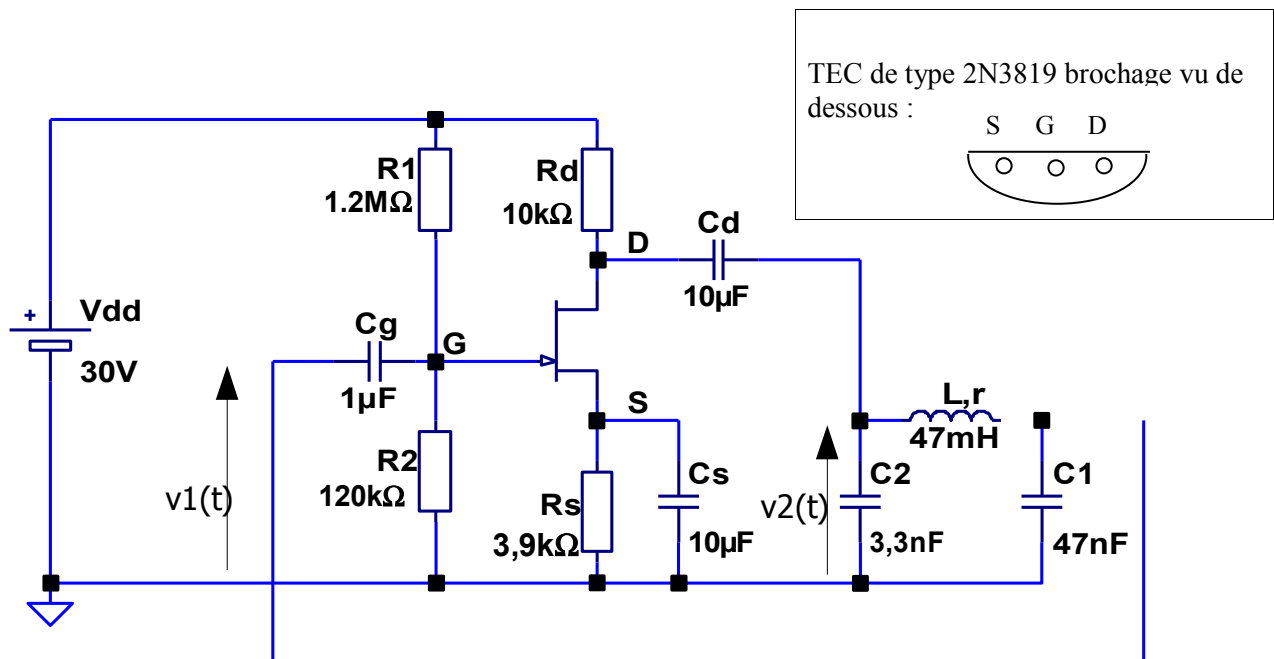 TEC de type 2N3819 brochage vu de
dessous :
S G D
R1
1.2MΩ
Rd
10kΩ
D
Cd
10µF
+
Vdd
30V
Cg
1µF
G
S
L,r
47mH
v1(t)
R2
120kΩ
Rs
3,9kΩ
Cs
10µF
v2(t)
C2
3,3nF
C1
47nF